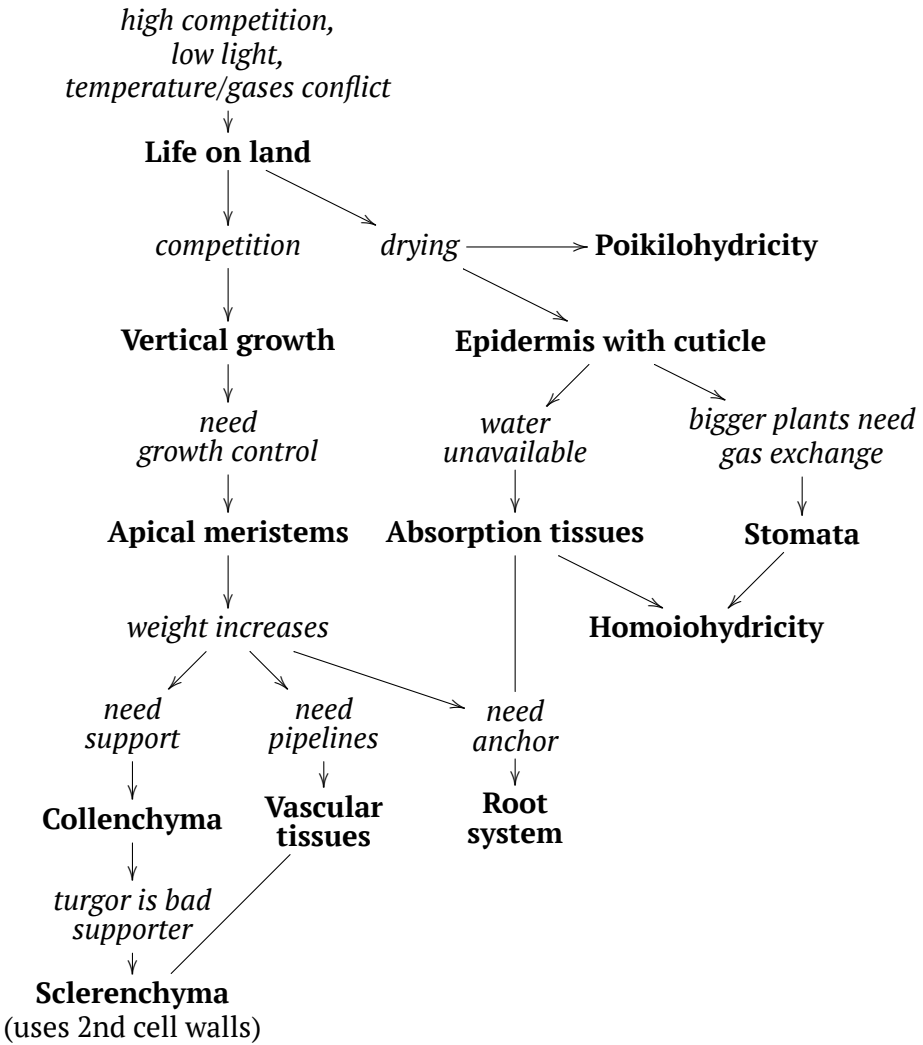 high competition,
low light,
temperature/gases conflict
Life on land
competition
drying
Poikilohydricity
Vertical growth
Epidermis with cuticle
need
growth control
water
unavailable
bigger plants need
gas exchange
Apical meristems
Absorption tissues
Stomata
weight increases
Homoiohydricity
need
support
need
pipelines
need
anchor
Collenchyma
Vascular
tissues
Root
system
turgor is bad
supporter
Sclerenchyma
(uses 2nd cell walls)